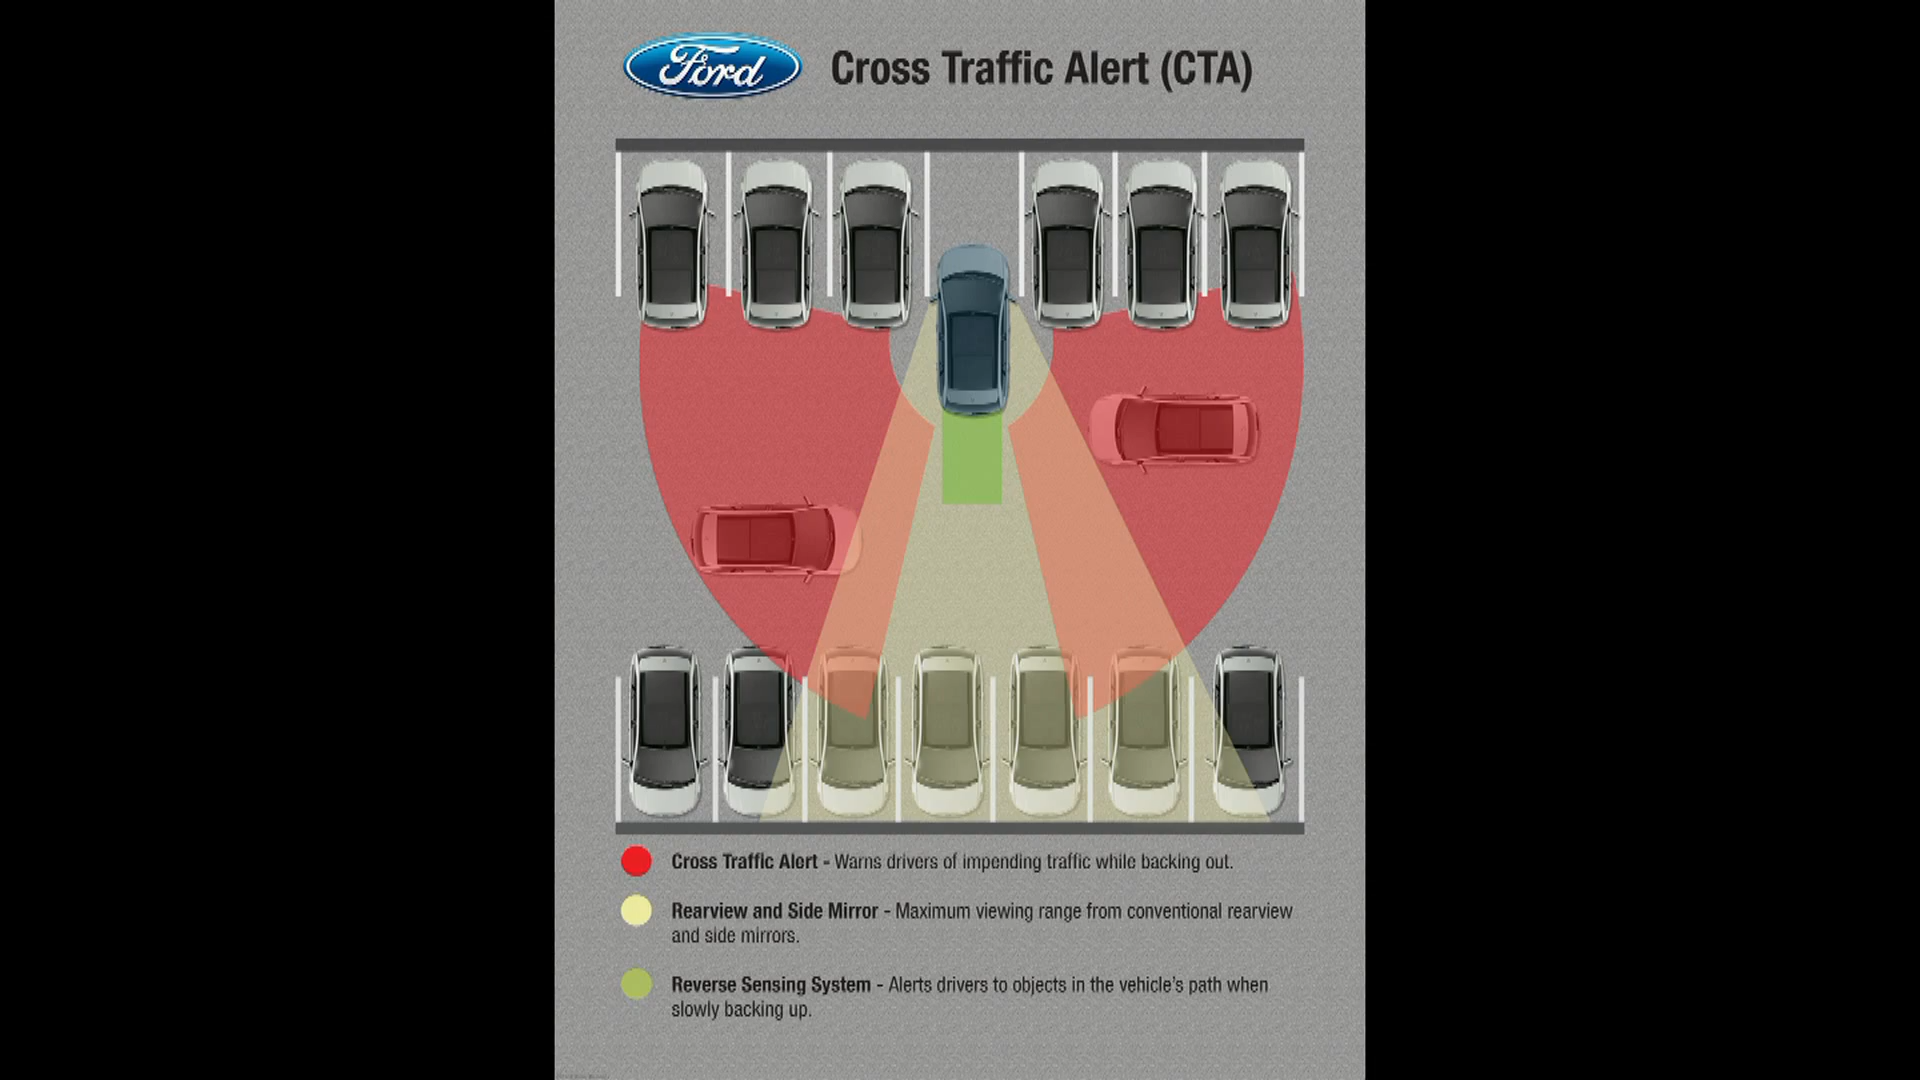 Ford
Cross Traffic Alert (CTA)
Cross Traffic Alert - Warns drivers of impending traffic while backing out.
Rearview and Side Mirror - Maximum viewing range from conventional rearview
and side mirrors.
Reverse Sensing System - Alerts drivers to objects in the vehicle's path when
slowly backing up.